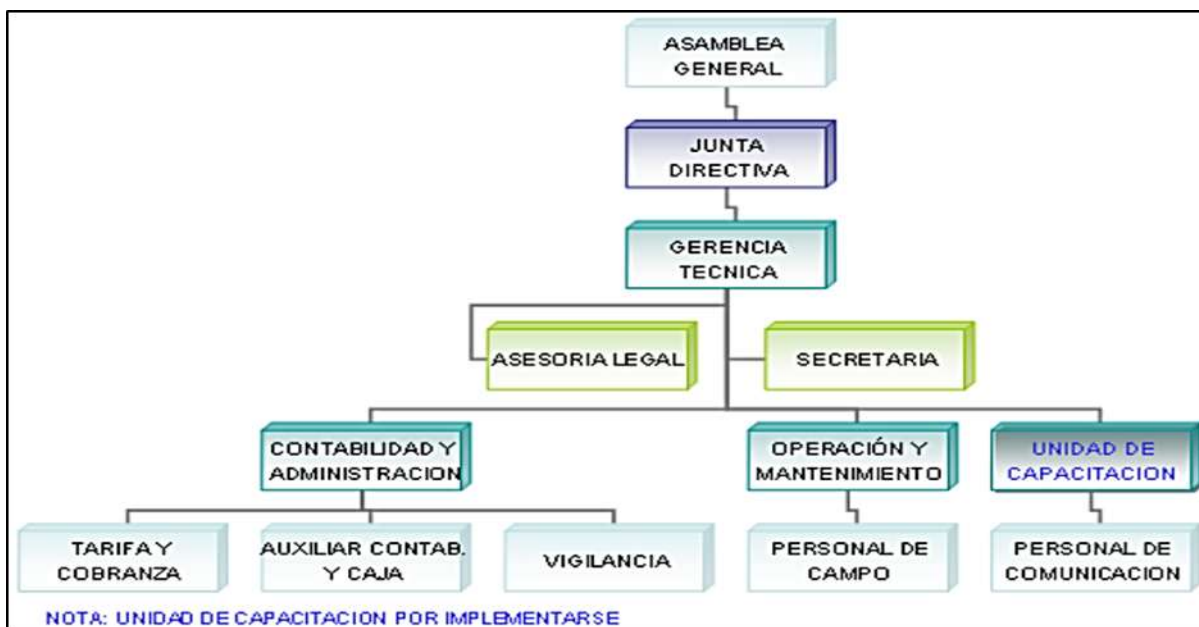 ASAMBLEA
GENERAL
JUNTA
DIRECTIVA
GERENCIA
TECNICA
ASESORIA LEGAL
SECRETARIA
CONTABILIDAD Y
ADMINISTRACION
OPERACIÓN Y
MANTENIMIENTO
UNIDAD DE
CAPACITACION
TARIFA Y
COBRANZA
AUXILIAR CONTAB.
Y CAJA
VIGILANCIA
PERSONAL DE
CAMPO
PERSONAL DE
COMUNICACION
NOTA: UNIDAD DE CAPACITACION POR IMPLEMENTARSE